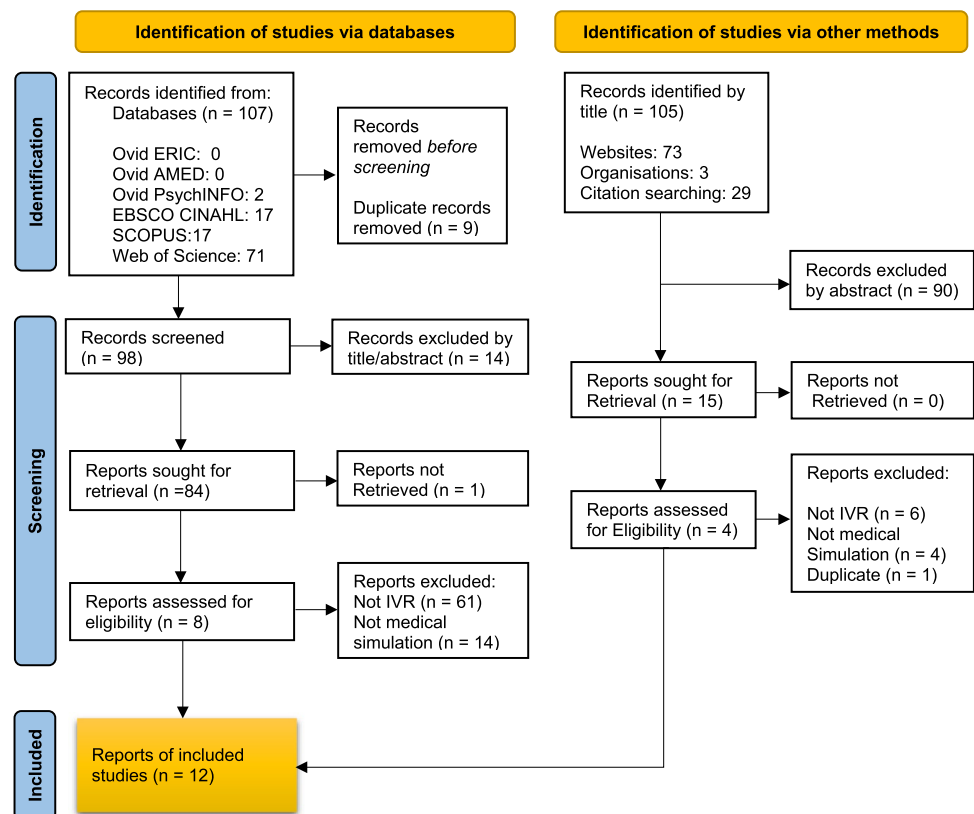 Identification of studies via databases
Identification of studies via other methods
Identification
Records identified from:
Databases (n = 107)
Ovid ERIC:  0
Ovid AMED: 0
Ovid PsychINFO: 2
EBSCO CINAHL: 17
SCOPUS:17
Web of Science: 71
Records
removed before
screening
Duplicate records
removed (n = 9)
Records identified by
title (n = 105)
Websites: 73
Organisations: 3
Citation searching: 29
Records excluded
by abstract (n = 90)
Screening
Records screened
(n = 98)
Records excluded by
title/abstract (n = 14)
Reports sought for
retrieval (n =84)
Reports not
Retrieved (n = 1)
Reports assessed for
eligibility (n = 8)
Reports excluded:
Not IVR (n = 61)
Not medical
simulation (n = 14)
Reports sought for
Retrieval (n = 15)
Reports not
Retrieved (n = 0)
Reports assessed
for Eligibility (n = 4)
Reports excluded:
Not IVR (n = 6)
Not medical
Simulation (n = 4)
Duplicate (n = 1)
Included
Reports of included
studies (n = 12)